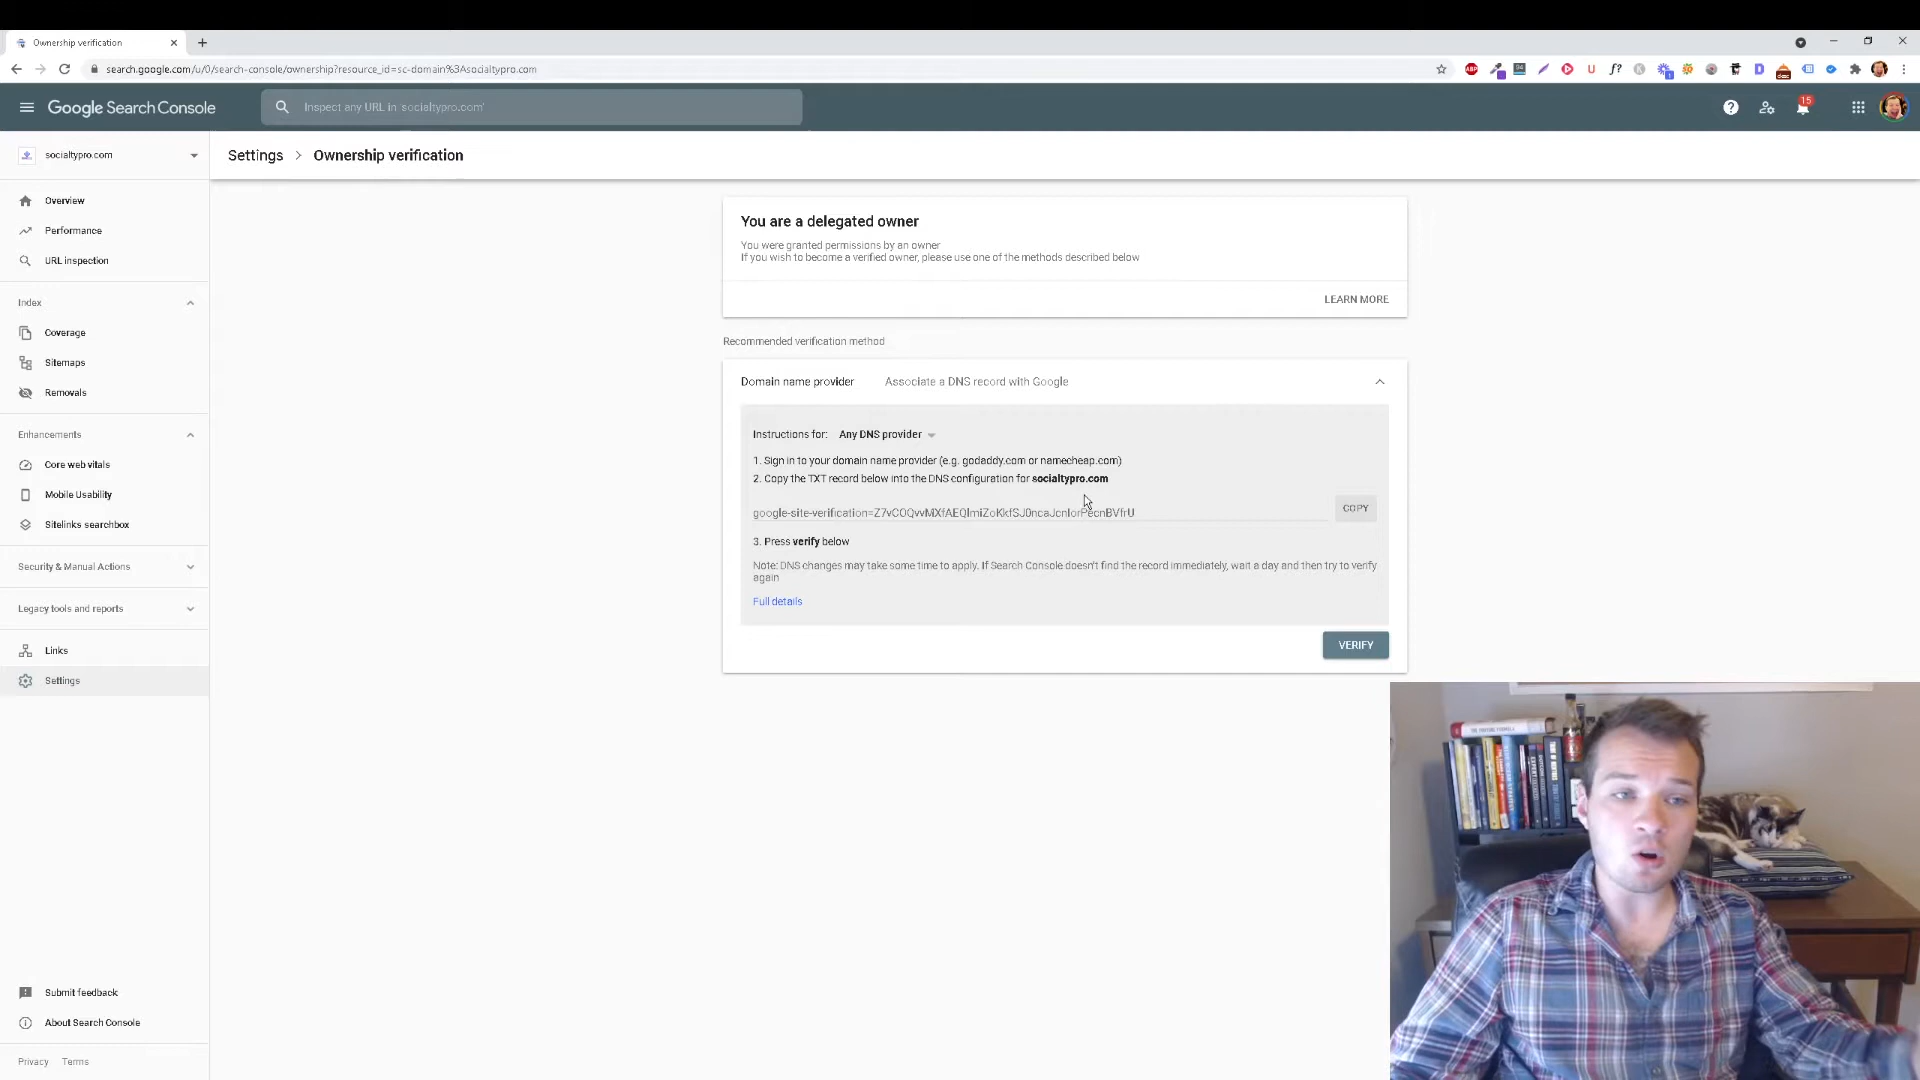 Ownership verification
search.google.com/u/0/search-console/ownership?resource_id=sc-domain%3Asocialtypro.com
Google Search Console
Inspect any URL in 'socialtypro.com'
15
socialtypro.com
Settings > Ownership verification
Overview
Performance
URL inspection
Index
Coverage
Sitemaps
Removals
Enhancements
Core web vitals
Mobile Usability
Sitelinks searchbox
Security & Manual Actions
Legacy tools and reports
Links
Settings
Submit feedback
About Search Console
Privacy Terms
You are a delegated owner
You were granted permissions by an owner
If you wish to become a verified owner, please use one of the methods described below
LEARN MORE
Recommended verification method
Domain name provider Associate a DNS record with Google
Instructions for: Any DNS provider
1. Sign in to your domain name provider (e.g. godaddy.com or namecheap.com)
2. Copy the TXT record below into the DNS configuration for socialtypro.com
COPY
3. Press verify below
Note: DNS changes may take some time to apply. If Search Console doesn't find the record immediately, wait a day and then try to verify
again
Full details
VERIFY